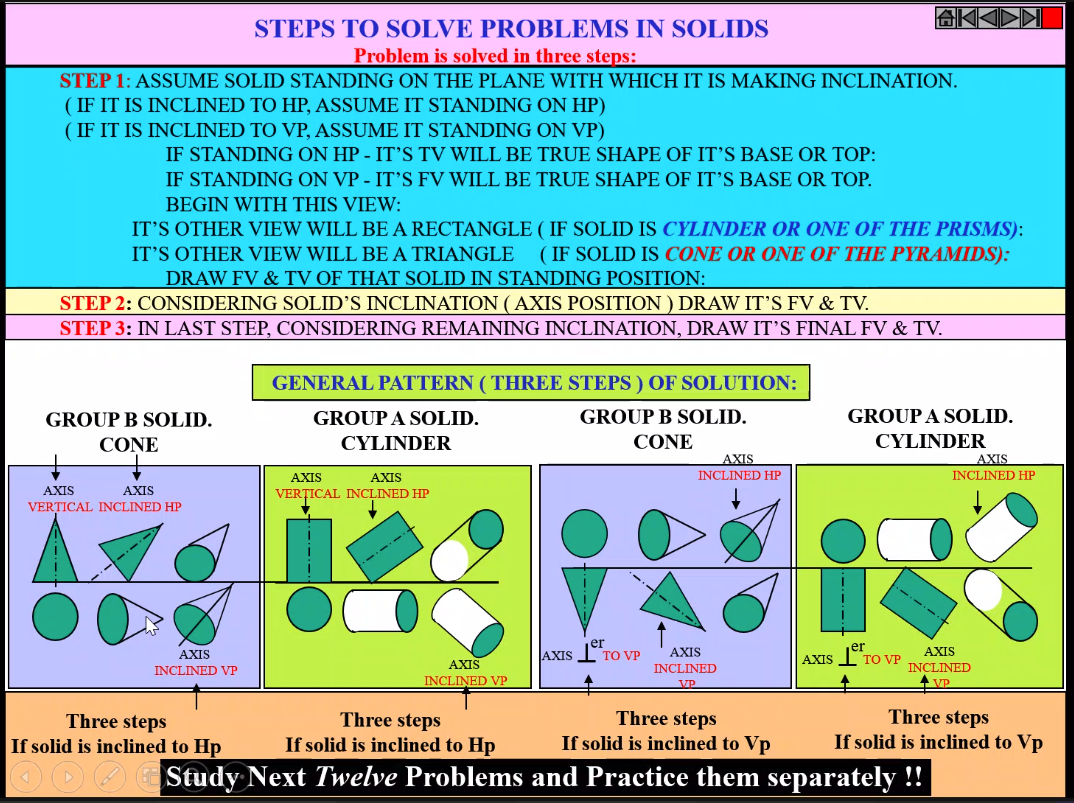 STEPS TO SOLVE PROBLEMS IN SOLIDS
Problem is solved in three steps:
STEP 1: ASSUME SOLID STANDING ON THE PLANE WITH WHICH IT IS MAKING INCLINATION.
( IF IT IS INCLINED TO HP, ASSUME IT STANDING ON HP)
( IF IT IS INCLINED TO VP, ASSUME IT STANDING ON VP)
IF STANDING ON HP - IT'S TV WILL BE TRUE SHAPE OF IT'S BASE OR TOP:
IF STANDING ON VP - IT'S FV WILL BE TRUE SHAPE OF IT'S BASE OR TOP.
BEGIN WITH THIS VIEW:
IT'S OTHER VIEW WILL BE A RECTANGLE ( IF SOLID IS CYLINDER OR ONE OF THE PRISMS):
IT'S OTHER VIEW WILL BE A TRIANGLE ( IF SOLID IS CONE OR ONE OF THE PYRAMIDS):
DRAW FV & TV OF THAT SOLID IN STANDING POSITION:
STEP 2: CONSIDERING SOLID'S INCLINATION ( AXIS POSITION ) DRAW IT'S FV & TV.
STEP 3: IN LAST STEP, CONSIDERING REMAINING INCLINATION, DRAW IT'S FINAL FV & TV.
GENERAL PATTERN ( THREE STEPS ) OF SOLUTION:
GROUP B SOLID.
CONE
AXIS
VERTICAL
AXIS
INCLINED HP
AXIS
INCLINED VP
Three steps
If solid is inclined to Hp
GROUP A SOLID.
CYLINDER
AXIS
VERTICAL
AXIS
INCLINED HP
AXIS
INCLINED VP
Three steps
If solid is inclined to Hp
GROUP B SOLID.
CONE
AXIS
INCLINED HP
AXIS ⊥ er TO VP
AXIS
INCLINED
VP
Three steps
If solid is inclined to Vp
GROUP A SOLID.
CYLINDER
AXIS
INCLINED HP
AXIS ⊥ er TO VP
AXIS
INCLINED
VP
Three steps
If solid is inclined to Vp
Study Next Twelve Problems and Practice them separately !!